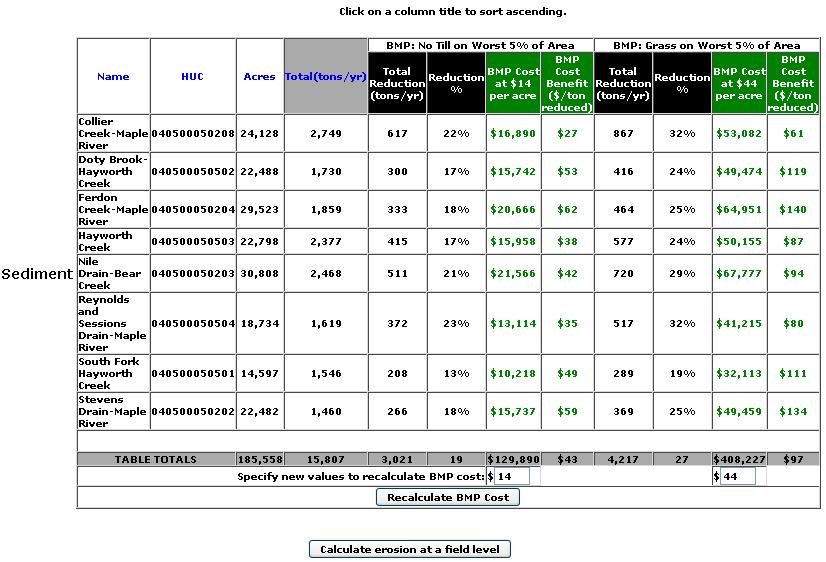 Click on a column title to sort ascending.
BMP: No Till on Worst 5% of Area BMP: Grass on Worst 5% of Area
Name HUC Acres Total(tons/yr) Total Reduction (tons/yr) Reduction % BMP Cost at $14 per acre BMP Cost Benefit ($/ton reduced) Total Reduction (tons/yr) Reduction % BMP Cost at $44 per acre BMP Cost Benefit ($/ton reduced)
Sediment
Collier Creek-Maple River 040500050208 24,128 2,749 617 22% $16,890 $27 867 32% $53,082 $61
Doty Brook-Hayworth Creek 040500050502 22,488 1,730 300 17% $15,742 $53 416 24% $49,474 $119
Ferdon Creek-Maple River 040500050204 29,523 1,859 333 18% $20,666 $62 464 25% $64,951 $140
Hayworth Creek 040500050503 22,798 2,377 415 17% $15,958 $38 577 24% $50,155 $87
Nile Drain-Bear Creek 040500050203 30,808 2,468 511 21% $21,566 $42 720 29% $67,777 $94
Reynolds and Sessions Drain-Maple River 040500050504 18,734 1,619 372 23% $13,114 $35 517 32% $41,215 $80
South Fork Hayworth Creek 040500050501 14,597 1,546 208 13% $10,218 $49 289 19% $32,113 $111
Stevens Drain-Maple River 040500050202 22,482 1,460 266 18% $15,737 $59 369 25% $49,459 $134
TABLE TOTALS 185,558 15,807 3,021 19 $129,890 $43 4,217 27 $408,227 $97
Specify new values to recalculate BMP cost: $ 14 $ 44
Recalculate BMP Cost
Calculate erosion at a field level